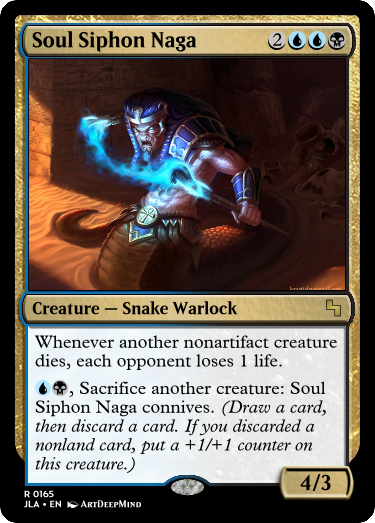 Soul Siphon Naga 2UUB
Creature — Snake Warlock
Whenever another nonartifact creature
dies, each opponent loses 1 life.
UB, Sacrifice another creature: Soul
Siphon Naga connives. (Draw a card,
then discard a card. If you discarded a
nonland card, put a +1/+1 counter on
this creature.)
4/3
R 0165
JLA • EN ArtDeepMind